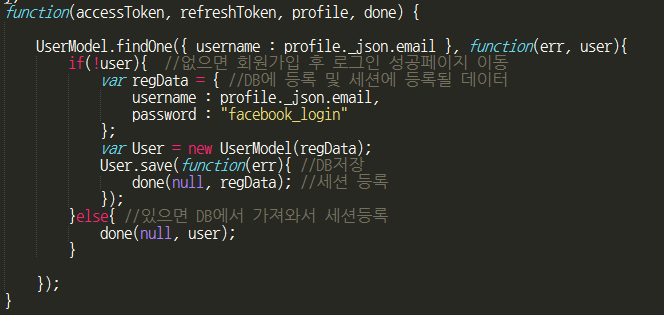 function(accessToken, refreshToken, profile, done) {
UserModel.findOne({ username : profile._json.email }, function(err, user){
if(!user){ //없으면 회원가입 후 로그인 성공페이지 이동
var regData = { //DB에 등록 및 세션에 등록될 데이터
username : profile._json.email,
password : "facebook_login"
};
var User = new UserModel(regData);
User.save(function(err){ //DB저장
done(null, regData); //세션 등록
});
}else{ //있으면 DB에서 가져와서 세션등록
done(null, user);
}
});
}